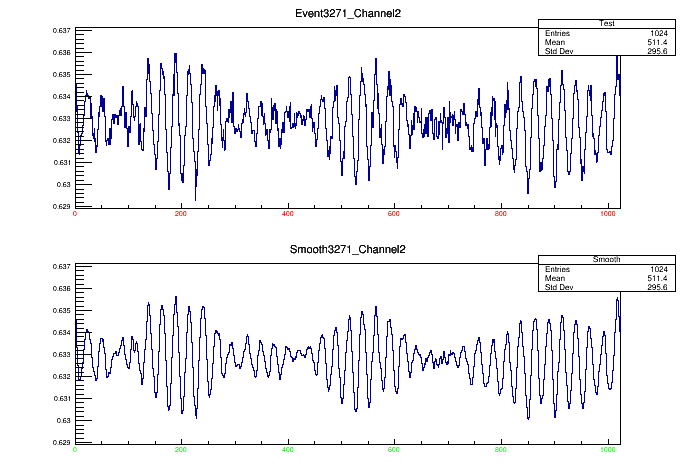 Event3271_Channel2
Test
Entries 1024
Mean 511.4
Std Dev 295.6
0.637
0.636
0.635
0.634
0.633
0.632
0.631
0.63
0.629
0 200 400 600 800 1000
Smooth3271_Channel2
Smooth
Entries 1024
Mean 511.4
Std Dev 295.6
0.637
0.636
0.635
0.634
0.633
0.632
0.631
0.63
0.629
0 200 400 600 800 1000